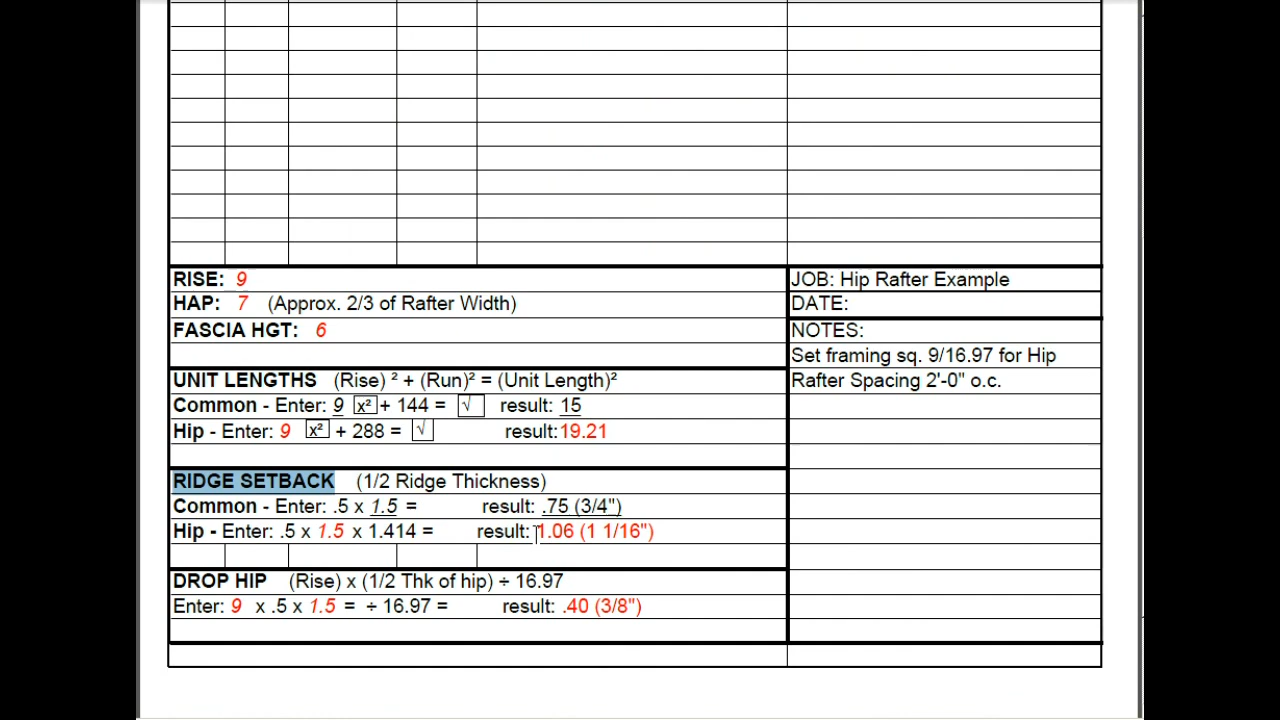 RISE: 9
HAP: 7 (Approx. 2/3 of Rafter Width)
FASCIA HGT: 6
UNIT LENGTHS (Rise) ² + (Run)² = (Unit Length)²
Common - Enter: 9 x² + 144 = √ result: 15
Hip - Enter: 9 x² + 288 = √ result:19.21
RIDGE SETBACK (1/2 Ridge Thickness)
Common - Enter: .5 x 1.5 = result: .75 (3/4")
Hip - Enter: .5 x 1.5 x 1.414 = result: 1.06 (1 1/16")
DROP HIP (Rise) x (1/2 Thk of hip) ÷ 16.97
Enter: 9 x .5 x 1.5 = ÷ 16.97 = result: .40 (3/8")
JOB: Hip Rafter Example
DATE:
NOTES:
Set framing sq. 9/16.97 for Hip
Rafter Spacing 2'-0" o.c.